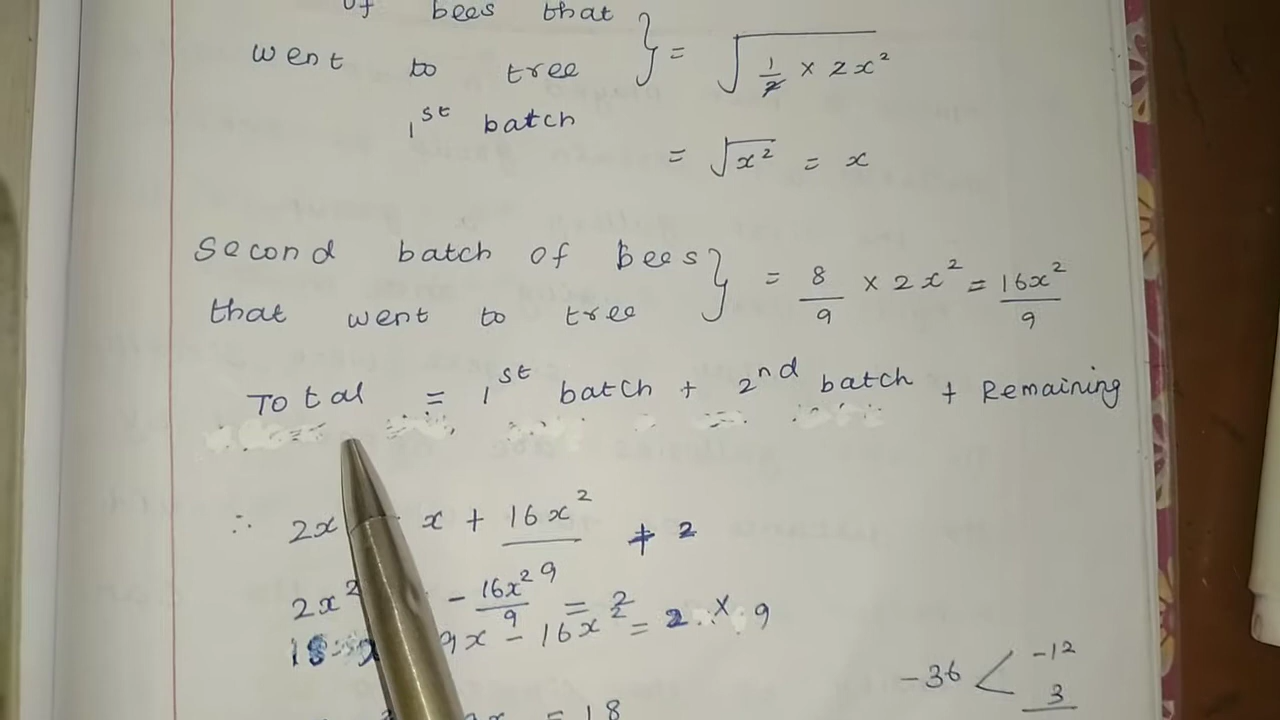 of bees that
went to tree } = √(1/2 × 2x²)
1st batch
= √x² = x
Second batch of bees
that went to tree } = 8/9 × 2x² = 16x²/9
Total = 1st batch + 2nd batch + Remaining
∴ 2x x + 16x²/9 + 2
2x² - 16x²/9 = 2
18 9x - 16x² = 2 × 9
-36 < -12
3
= 18